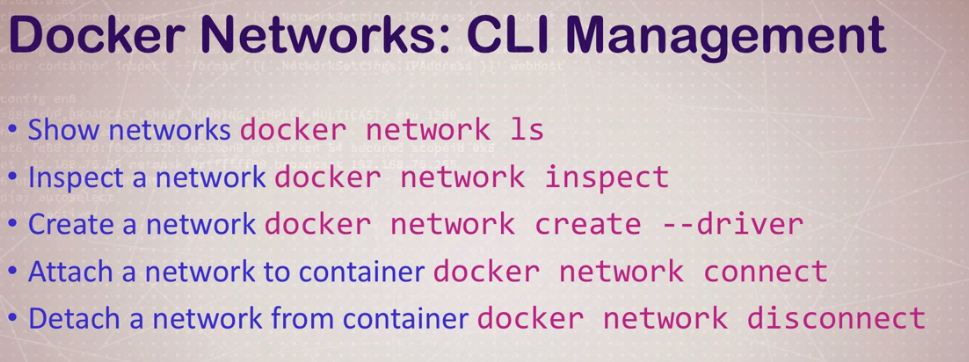 Docker Networks: CLI Management
• Show networks docker network ls
• Inspect a network docker network inspect
• Create a network docker network create --driver
• Attach a network to container docker network connect
• Detach a network from container docker network disconnect